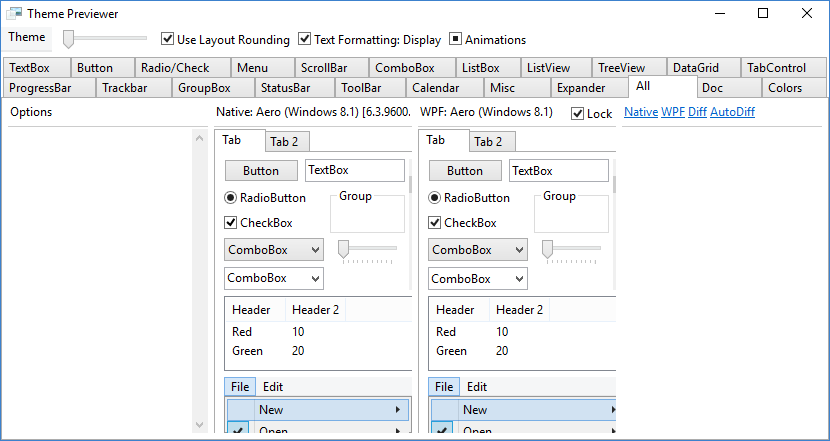 Theme Previewer
Theme Use Layout Rounding Text Formatting: Display Animations
TextBox Button Radio/Check Menu ScrollBar ComboBox ListBox ListView TreeView DataGrid TabControl
ProgressBar Trackbar GroupBox StatusBar ToolBar Calendar Misc Expander All Doc Colors
Options Native: Aero (Windows 8.1) [6.3.9600. WPF: Aero (Windows 8.1) Lock Native WPF Diff AutoDiff
Tab Tab 2 Tab Tab 2
Button TextBox Button TextBox
RadioButton Group RadioButton Group
CheckBox CheckBox
ComboBox ComboBox
ComboBox ComboBox
Header Header 2 Header Header 2
Red 10 Red 10
Green 20 Green 20
File Edit File Edit
New New
Open Open